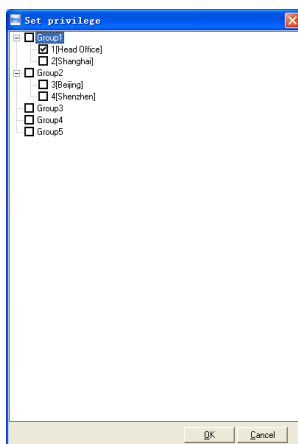 Set privilege
Group1
1[Head Office]
2[Shanghai]
Group2
3[Beijing]
4[Shenzhen]
Group3
Group4
Group5
OK Cancel